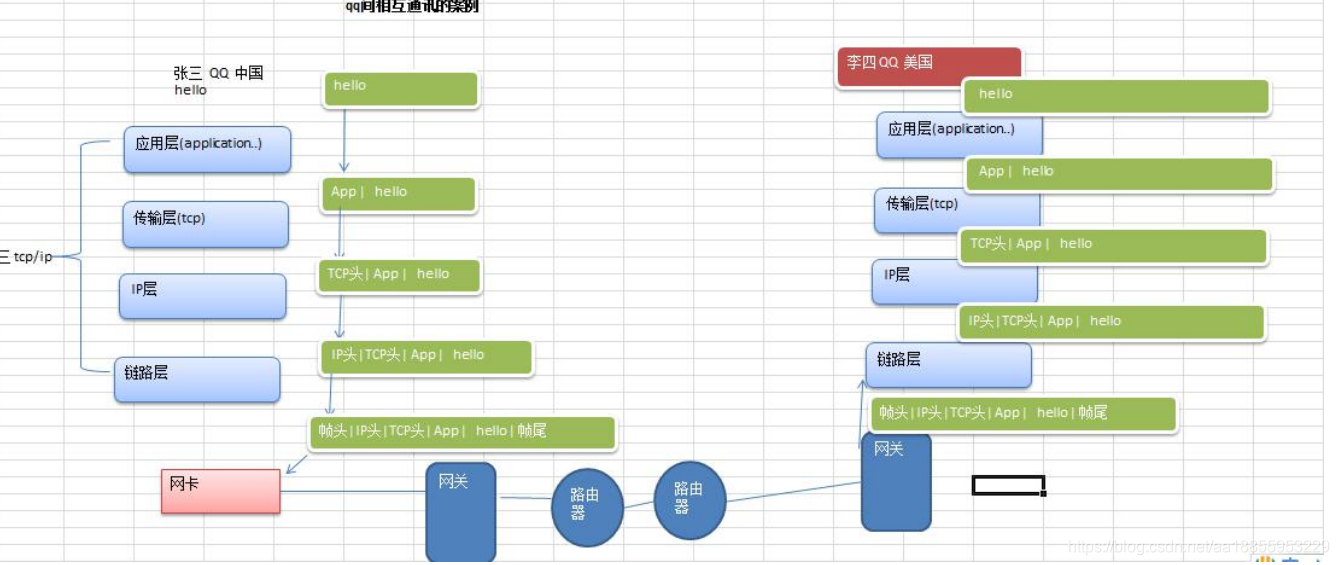 qq间相互通讯的案例
张三 QQ 中国
hello
hello
应用层(application..)
App | hello
传输层(tcp)
三 tcp/ip
TCP头 | App | hello
IP层
IP头 | TCP头 | App | hello
链路层
帧头 | IP头 | TCP头 | App | hello | 帧尾
网卡
网关
路由
器
路由
器
李四 QQ 美国
hello
应用层(application..)
App | hello
传输层(tcp)
TCP头 | App | hello
IP层
IP头 | TCP头 | App | hello
链路层
帧头 | IP头 | TCP头 | App | hello | 帧尾
网关
https://blog.csdn.net/aa18855953229